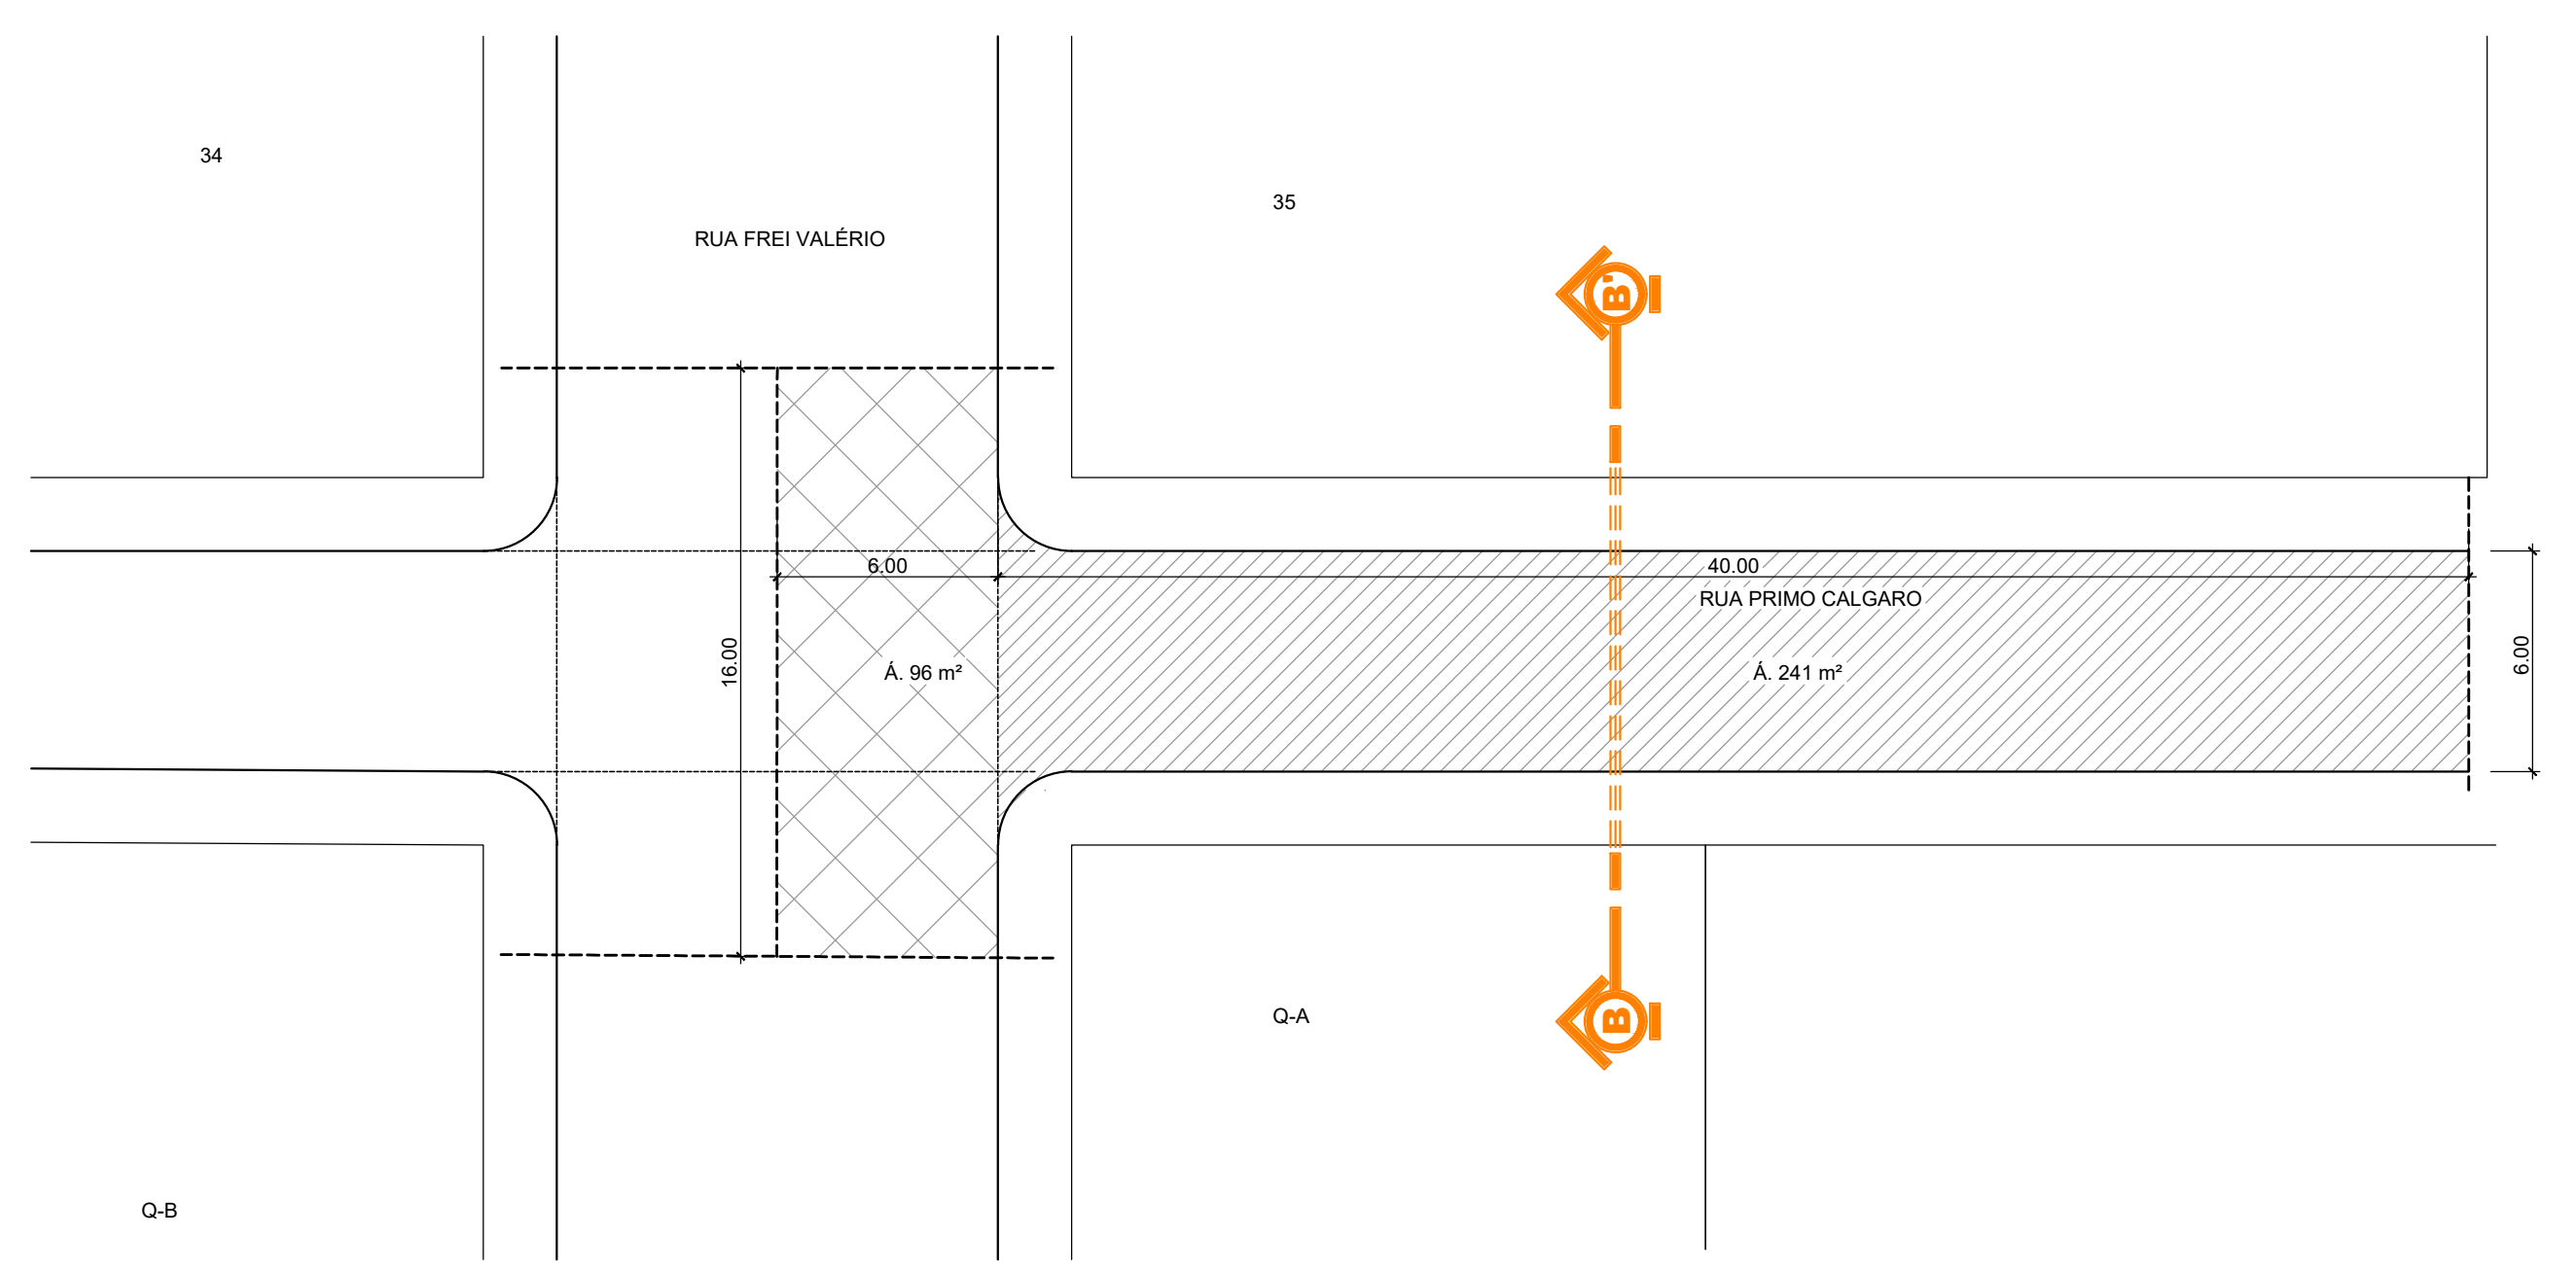 34
35
RUA FREI VALÉRIO
B'
6.00
40.00
RUA PRIMO CALGARO
16.00
Á. 96 m²
Á. 241 m²
6.00
Q-A
B
Q-B